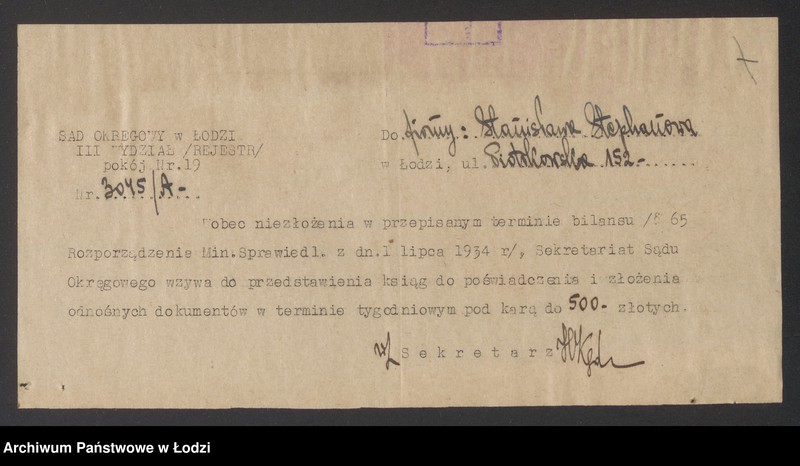 SĄD OKRĘGOWY w ŁODZI
III WYDZIAŁ /REJESTR/
pokój Nr.19
Nr. 3045/A -
Do firmy: Stanisława Stephanowa
w Łodzi, ul. Piotrkowska 152 -
Wobec niezłożenia w przepisanym terminie bilansu /§ 65
Rozporządzenie Min.Sprawiedl. z dn.1 lipca 1934 r/, Sekretariat Sądu
Okręgowego wzywa do przedstawienia ksiąg do poświadczenia i złożenia
odnośnych dokumentów w terminie tygodniowym pod karą do 500.- złotych.
Sekretarz
Archiwum Państwowe w Łodzi